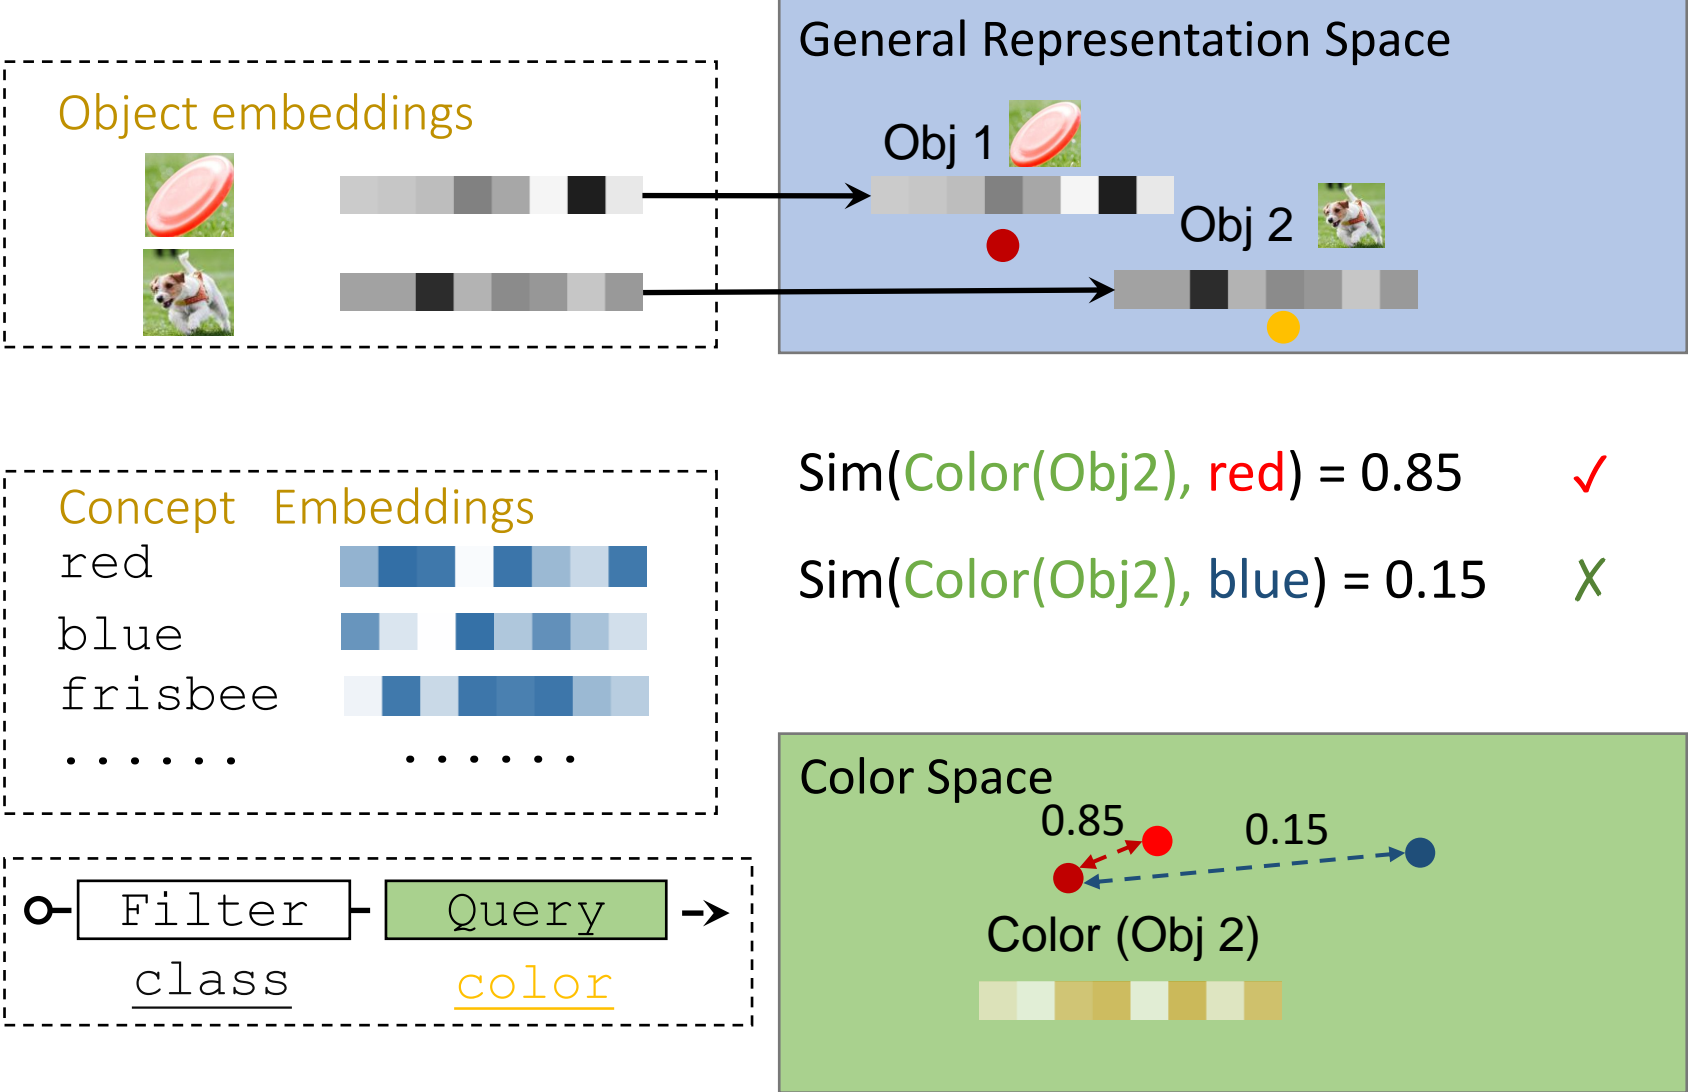 General Representation Space
Object embeddings
Obj 1
Obj 2
Sim(Color(Obj2), red) = 0.85 ✓
Sim(Color(Obj2), blue) = 0.15 ✗
Concept Embeddings
red
blue
frisbee
......
......
Color Space
0.85
0.15
Color (Obj 2)
Filter
Query
class
color